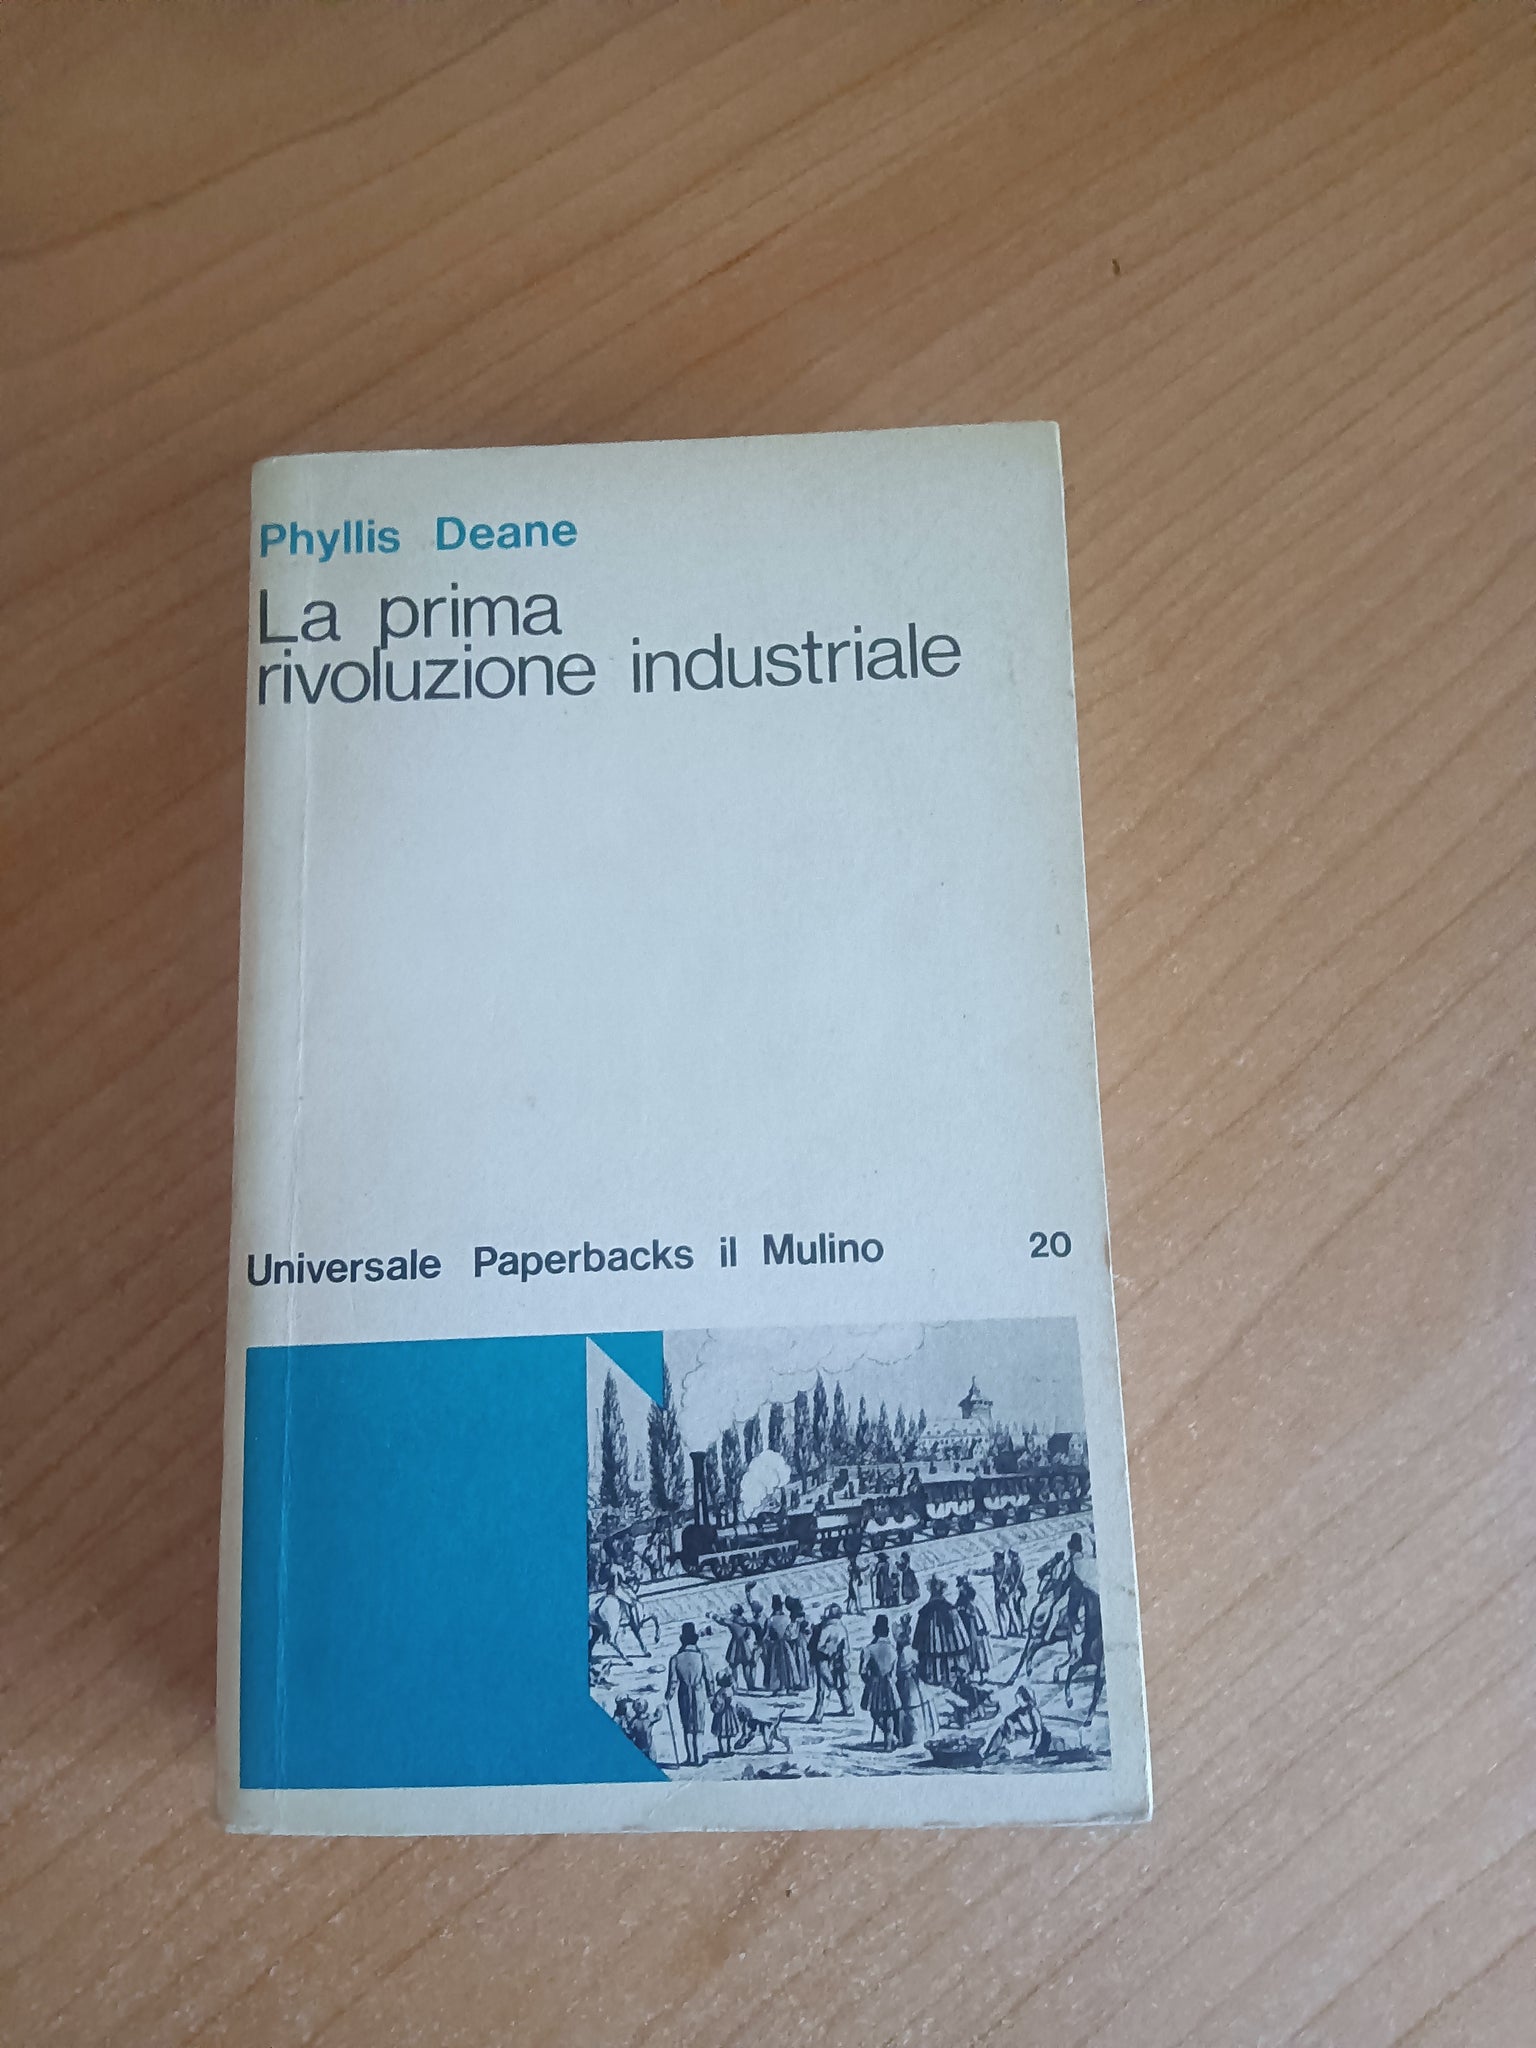 Phyllis Deane
La prima
rivoluzione industriale
Universale Paperbacks il Mulino 20